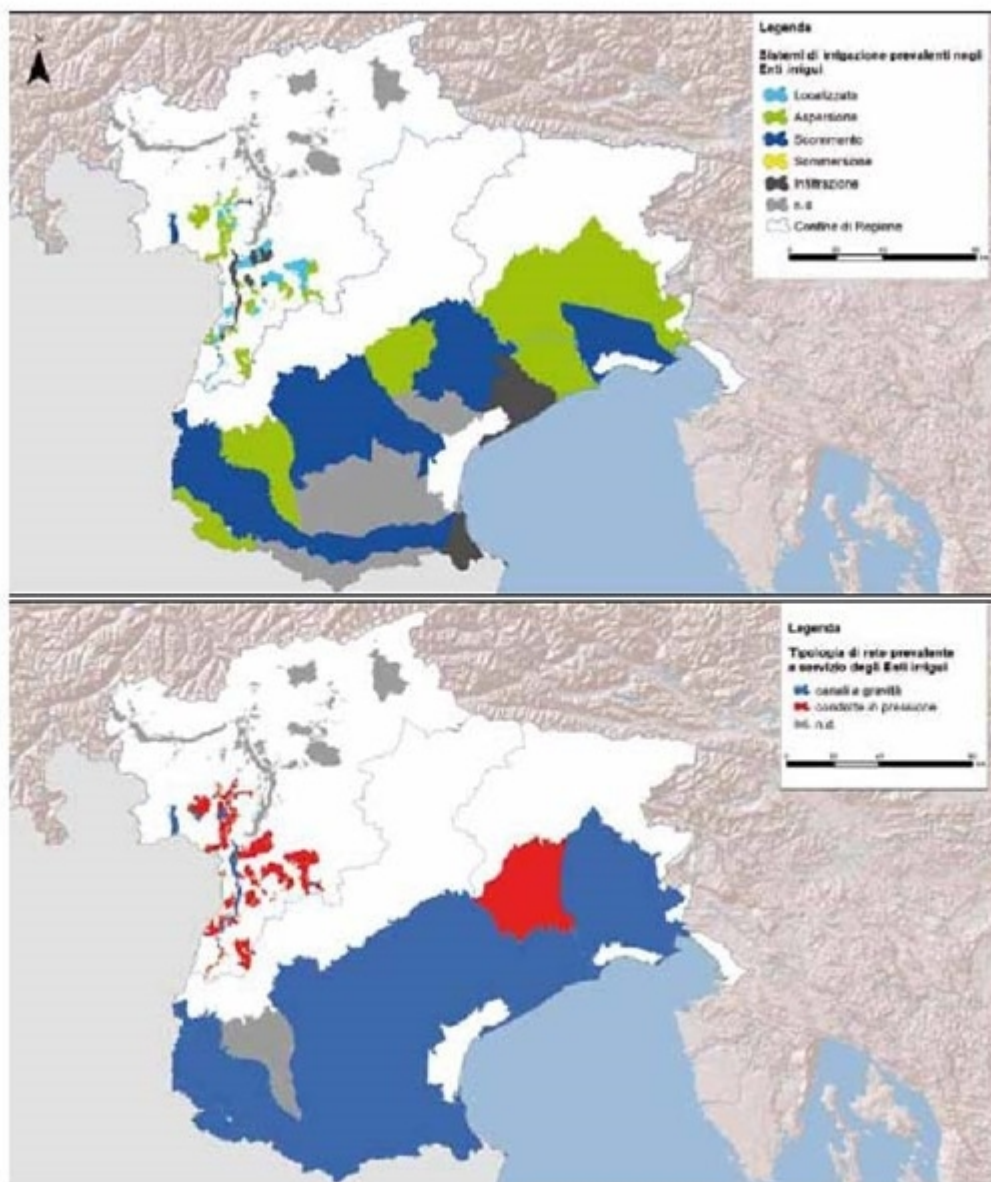 Legenda
Sistemi di irrigazione prevalenti negli
Enti irrigui
Localizzata
Aspersione
Scorrimento
Sommersione
Infiltrazione
n.d
Confine di Regione
Legenda
Tipologia di rete prevalente
a servizio degli Enti irrigui
canali a gravità
condotte in pressione
n.d.